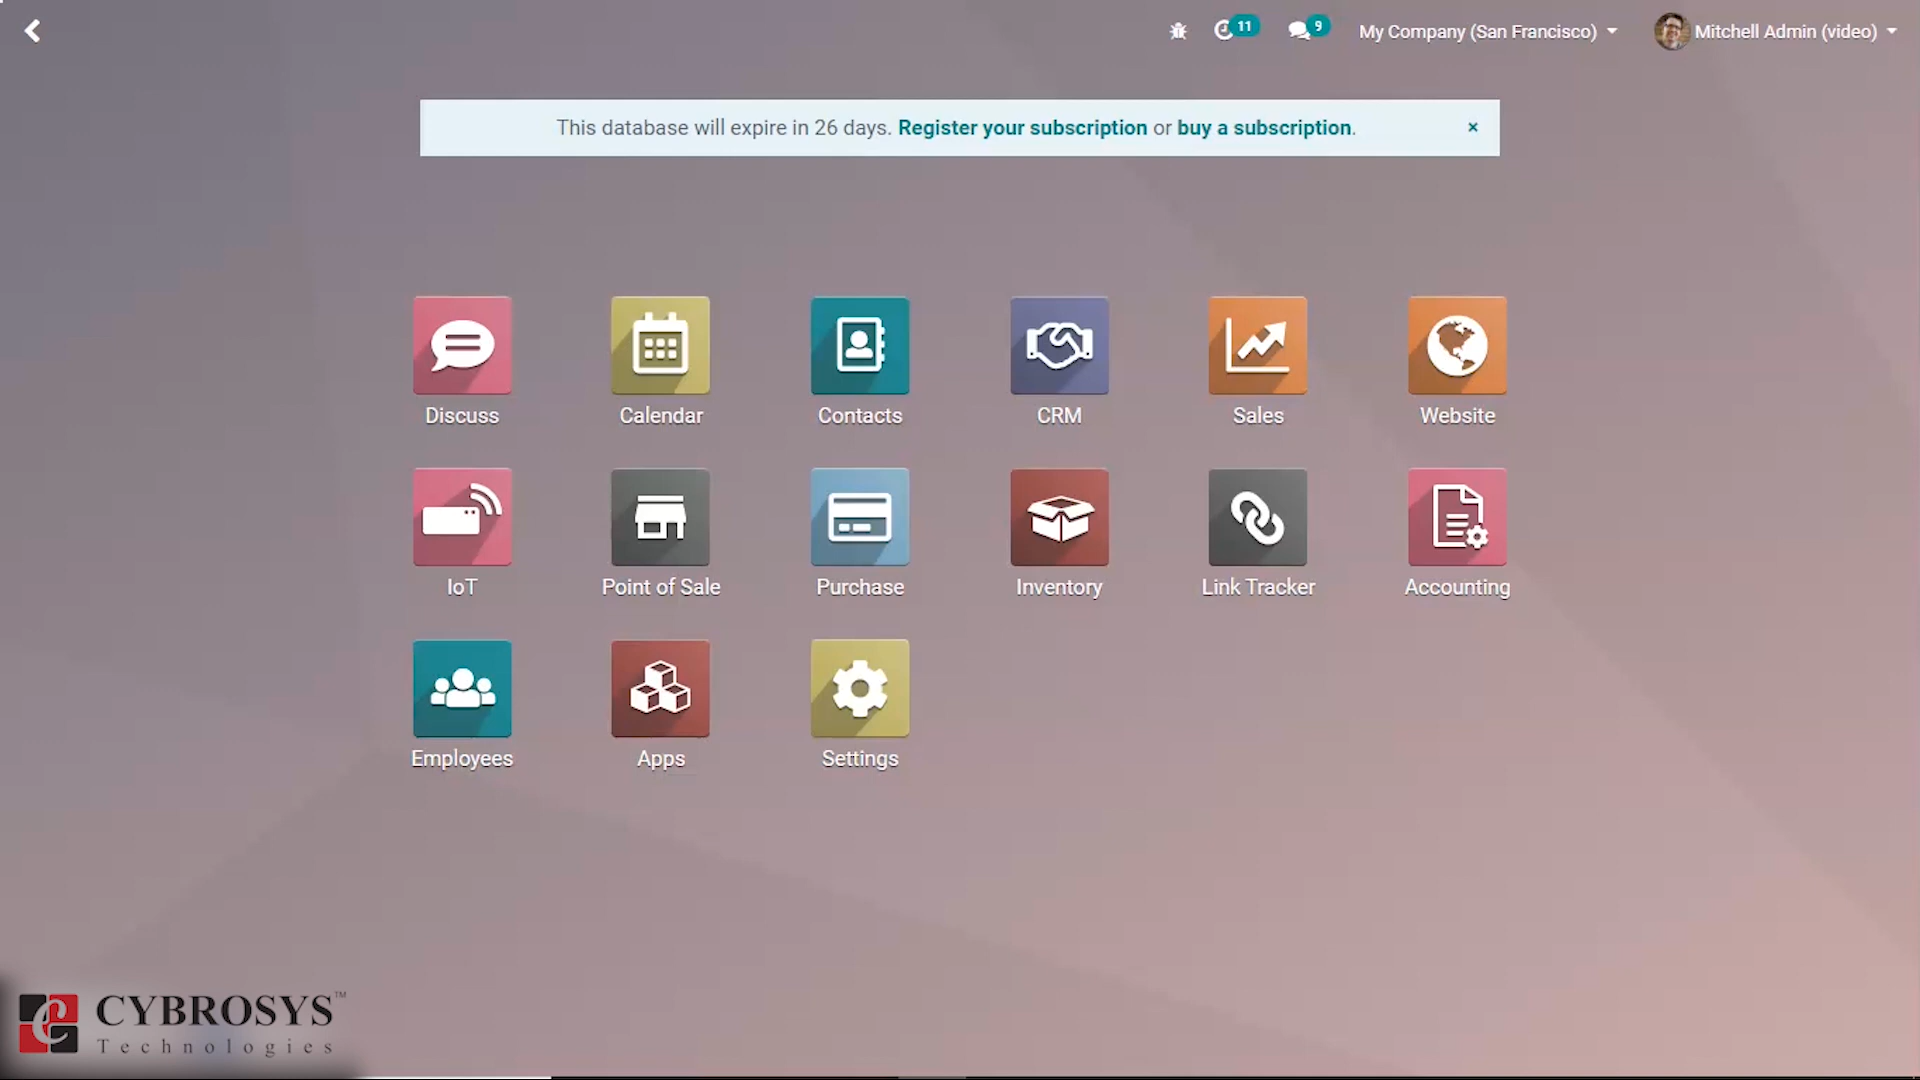 11
9
My Company (San Francisco)
Mitchell Admin (video)
This database will expire in 26 days. Register your subscription or buy a subscription.
×
Discuss
Calendar
Contacts
CRM
Sales
Website
IoT
Point of Sale
Purchase
Inventory
Link Tracker
Accounting
Employees
Apps
Settings
CYBROSYS™
Technologies